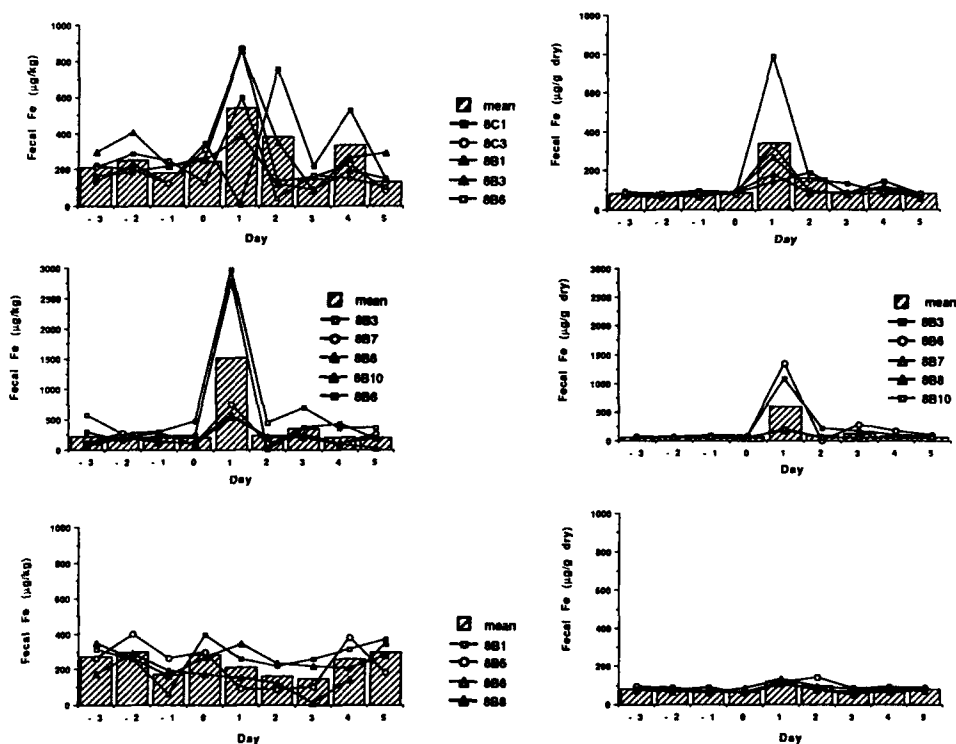 Fecal Fe (µg/kg)
1000
800
600
400
200
0
- 3 - 2 - 1 0 1 2 3 4 5
Day
mean
8C1
8C3
8B1
8B3
8B6
Fecal Fe (µg/g dry)
1000
800
600
400
200
0
- 3 - 2 - 1 0 1 2 3 4 5
Day
Fecal Fe (µg/kg)
3000
2500
2000
1500
1000
500
0
- 3 - 2 - 1 0 1 2 3 4 5
Day
mean
8B3
8B7
8B6
8B10
8B6
Fecal Fe (µg/g dry)
2500
2000
1500
1000
500
0
- 3 - 2 - 1 0 1 2 3 4 5
Day
mean
8B3
8B6
8B7
8B8
8B10
Fecal Fe (µg/kg)
1000
800
600
400
200
0
- 3 - 2 - 1 0 1 2 3 4 5
Day
mean
8B1
8B6
8B8
Fecal Fe (µg/g dry)
1000
800
600
400
200
0
- 3 - 2 - 1 0 1 2 3 4 5
Day